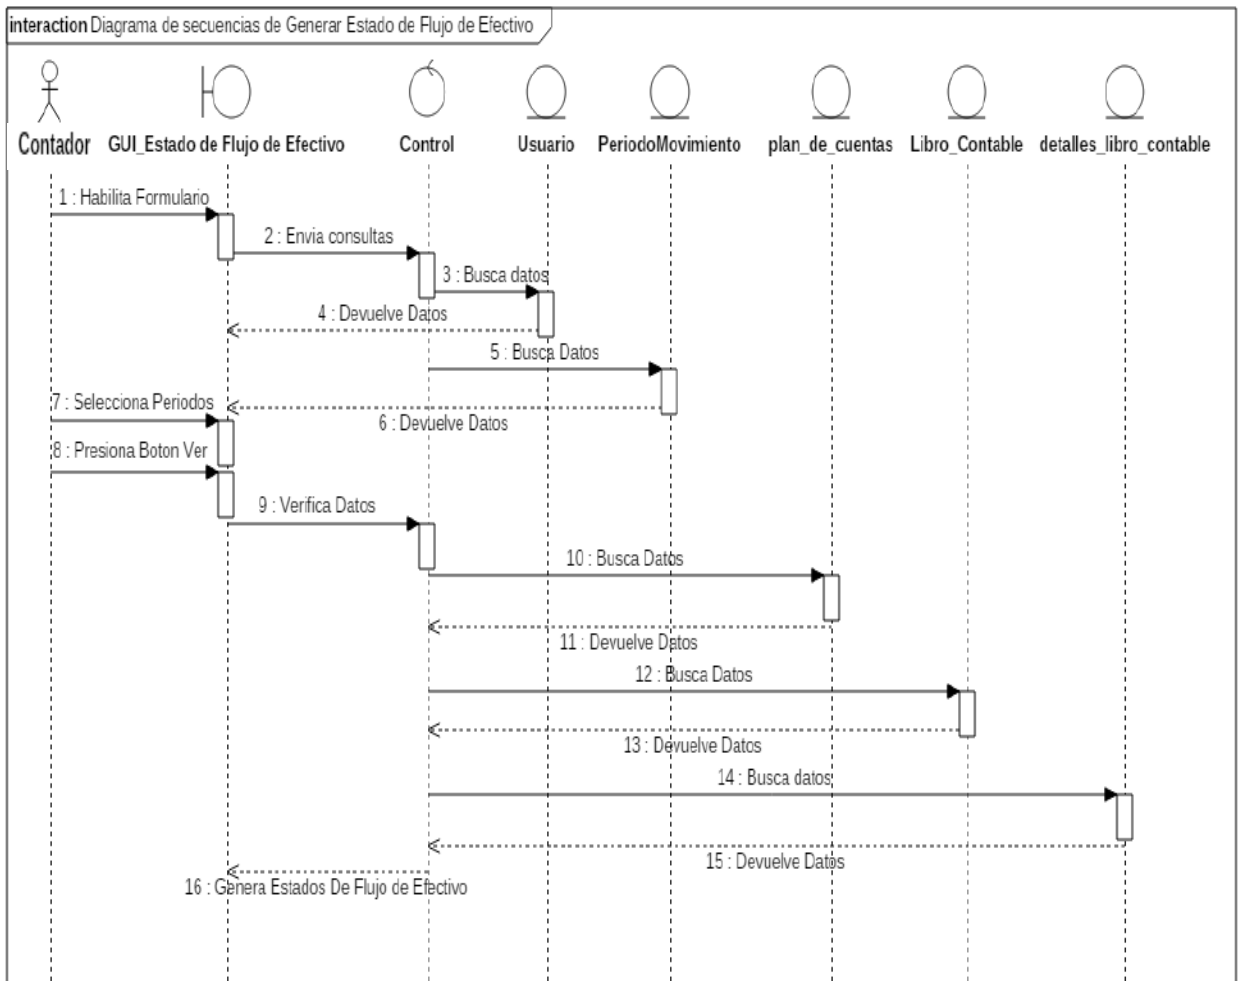 interaction Diagrama de secuencias de Generar Estado de Flujo de Efectivo
Contador
GUI_Estado de Flujo de Efectivo
Control
Usuario
PeriodoMovimiento
plan_de_cuentas
Libro_Contable
detalles_libro_contable
1 : Habilita Formulario
2 : Envia consultas
3 : Busca datos
4 : Devuelve Datos
5 : Busca Datos
7 : Selecciona Periodos
6 : Devuelve Datos
8 : Presiona Boton Ver
9 : Verifica Datos
10 : Busca Datos
11 : Devuelve Datos
12 : Busca Datos
13 : Devuelve Datos
14 : Busca datos
15 : Devuelve Datos
16 : Genera Estados De Flujo de Efectivo